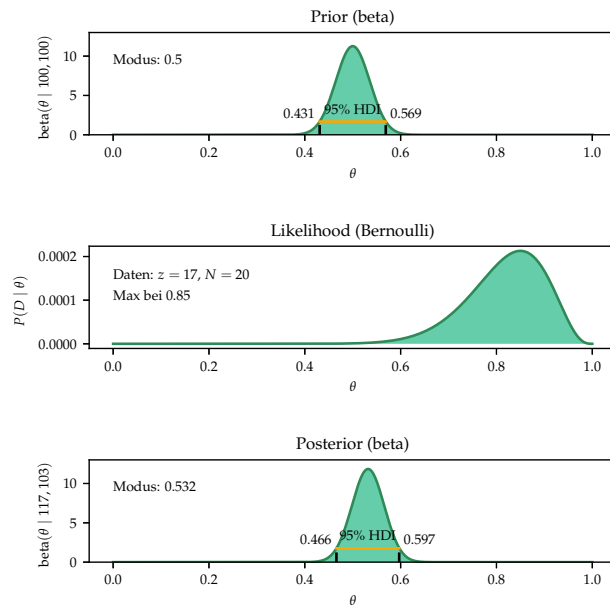 Prior (beta)
beta(θ | 100, 100)
10
5
0
Modus: 0.5
0.431 95% HDI 0.569
0.0 0.2 0.4 0.6 0.8 1.0
θ
Likelihood (Bernoulli)
P(D | θ)
0.0002
0.0001
0.0000
Daten: z = 17, N = 20
Max bei 0.85
0.0 0.2 0.4 0.6 0.8 1.0
θ
Posterior (beta)
beta(θ | 117, 103)
10
5
0
Modus: 0.532
0.466 95% HDI 0.597
0.0 0.2 0.4 0.6 0.8 1.0
θ